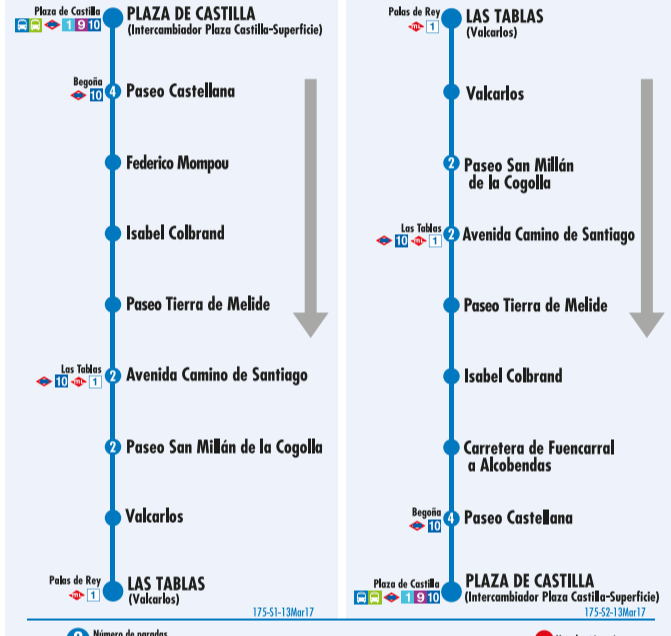 Plaza de Castilla
PLAZA DE CASTILLA
1 9 10
(Intercambiador Plaza Castilla-Superficie)
Begoña
10
4
Paseo Castellana
Federico Mompou
Isabel Colbrand
Paseo Tierra de Melide
Las Tablas
10 ML 1
2
Avenida Camino de Santiago
2
Paseo San Millán de la Cogolla
Valcarlos
Palas de Rey
ML 1
LAS TABLAS
(Valcarlos)
175-S1-13Mar17
Palas de Rey
ML 1
LAS TABLAS
(Valcarlos)
Valcarlos
2
Paseo San Millán
de la Cogolla
Las Tablas
10 ML 1
2
Avenida Camino de Santiago
Paseo Tierra de Melide
Isabel Colbrand
Carretera de Fuencarral
a Alcobendas
Begoña
10
4
Paseo Castellana
Plaza de Castilla
1 9 10
PLAZA DE CASTILLA
(Intercambiador Plaza Castilla-Superficie)
175-S2-13Mar17
Número de paradas